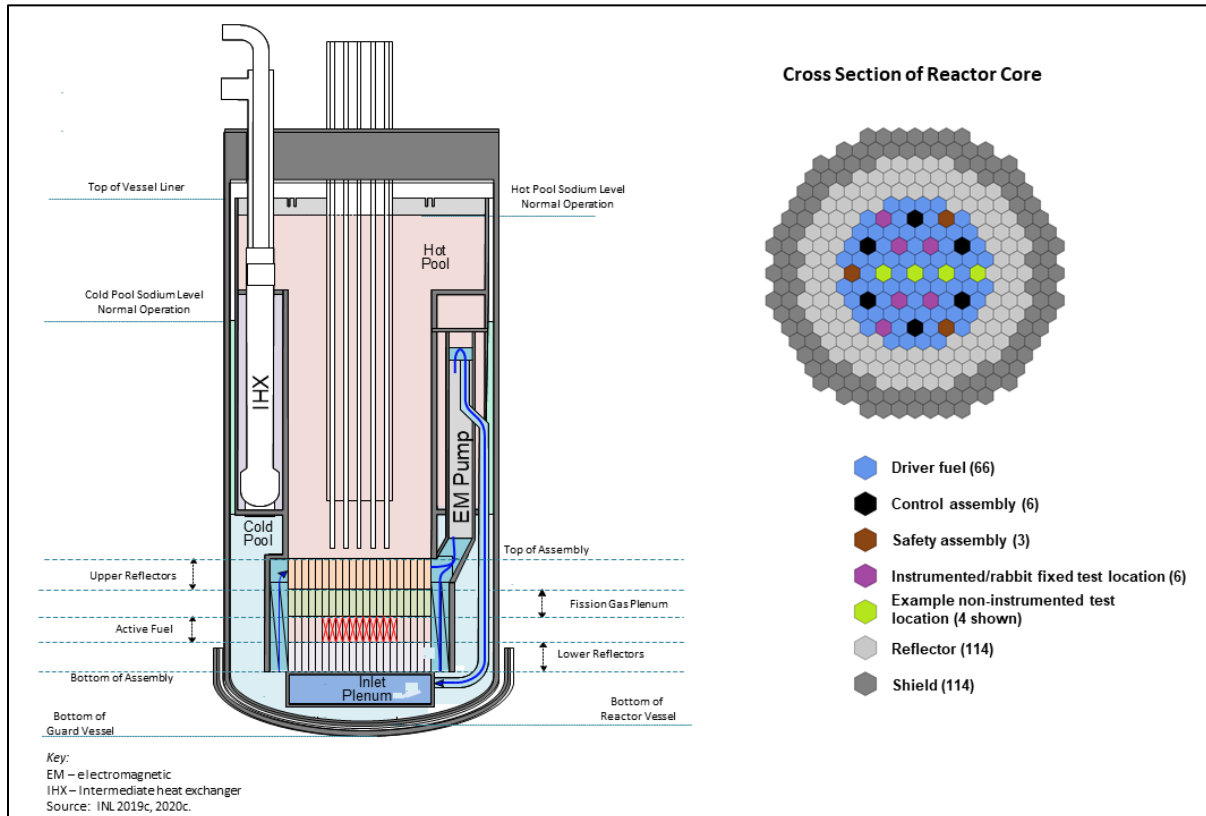 Cross Section of Reactor Core
Top of Vessel Liner
Hot Pool Sodium Level
Normal Operation
Hot
Pool
Cold Pool Sodium Level
Normal Operation
IHX
EM Pump
Cold
Pool
Top of Assembly
Upper Reflectors
Fission Gas Plenum
Active Fuel
Lower Reflectors
Bottom of Assembly
Inlet
Plenum
Bottom of
Reactor Vessel
Bottom of
Guard Vessel
Key:
EM – electromagnetic
IHX – Intermediate heat exchanger
Source: INL 2019c, 2020c.
Driver fuel (66)
Control assembly (6)
Safety assembly (3)
Instrumented/rabbit fixed test location (6)
Example non-instrumented test
location (4 shown)
Reflector (114)
Shield (114)